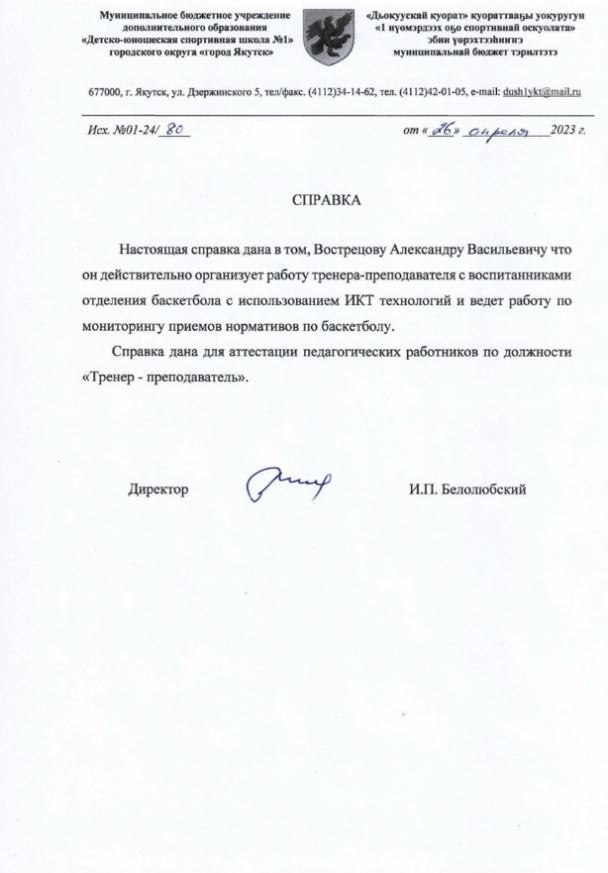 Муниципальное бюджетное учреждение
дополнительного образования
«Детско-юношеская спортивная школа №1»
городского округа «город Якутск»
«Дьокуускай куорат» куораттааҕы уокуругун
«1 нүөмэрдээх оҕо спортивнай оскуолата»
эбии үөрэхтээһиҥҥэ
муниципальнай бюджет тэрилтэтэ
677000, г. Якутск, ул. Дзержинского 5, тел/факс. (4112)34-14-62, тел. (4112)42-01-05, e-mail: dush1ykt@mail.ru
Исх. №01-24/ 80 от « 26 » апреля 2023 г.
СПРАВКА
Настоящая справка дана в том, Вострецову Александру Васильевичу что
он действительно организует работу тренера-преподавателя с воспитанниками
отделения баскетбола с использованием ИКТ технологий и ведет работу по
мониторингу приемов нормативов по баскетболу.
Справка дана для аттестации педагогических работников по должности
«Тренер - преподаватель».
Директор И.П. Белолюбский